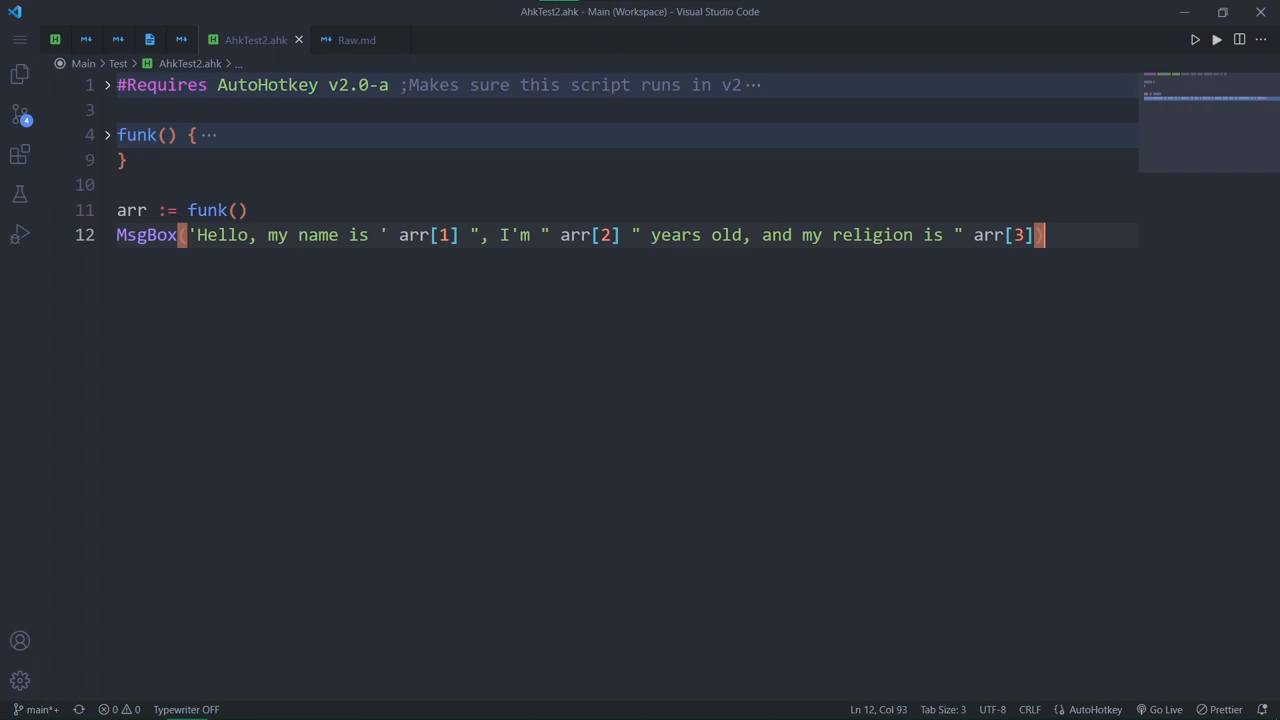 AhkTest2.ahk - Main (Workspace) - Visual Studio Code
AhkTest2.ahk Raw.md
Main > Test > AhkTest2.ahk > ...
1 #Requires AutoHotkey v2.0-a ;Makes sure this script runs in v2···
3
4 funk() {···
9 }
10
11 arr := funk()
12 MsgBox('Hello, my name is ' arr[1] ", I'm " arr[2] " years old, and my religion is " arr[3])
4
main*+ 0 0 Typewriter OFF Ln 12, Col 93 Tab Size: 3 UTF-8 CRLF {} AutoHotkey Go Live Prettier